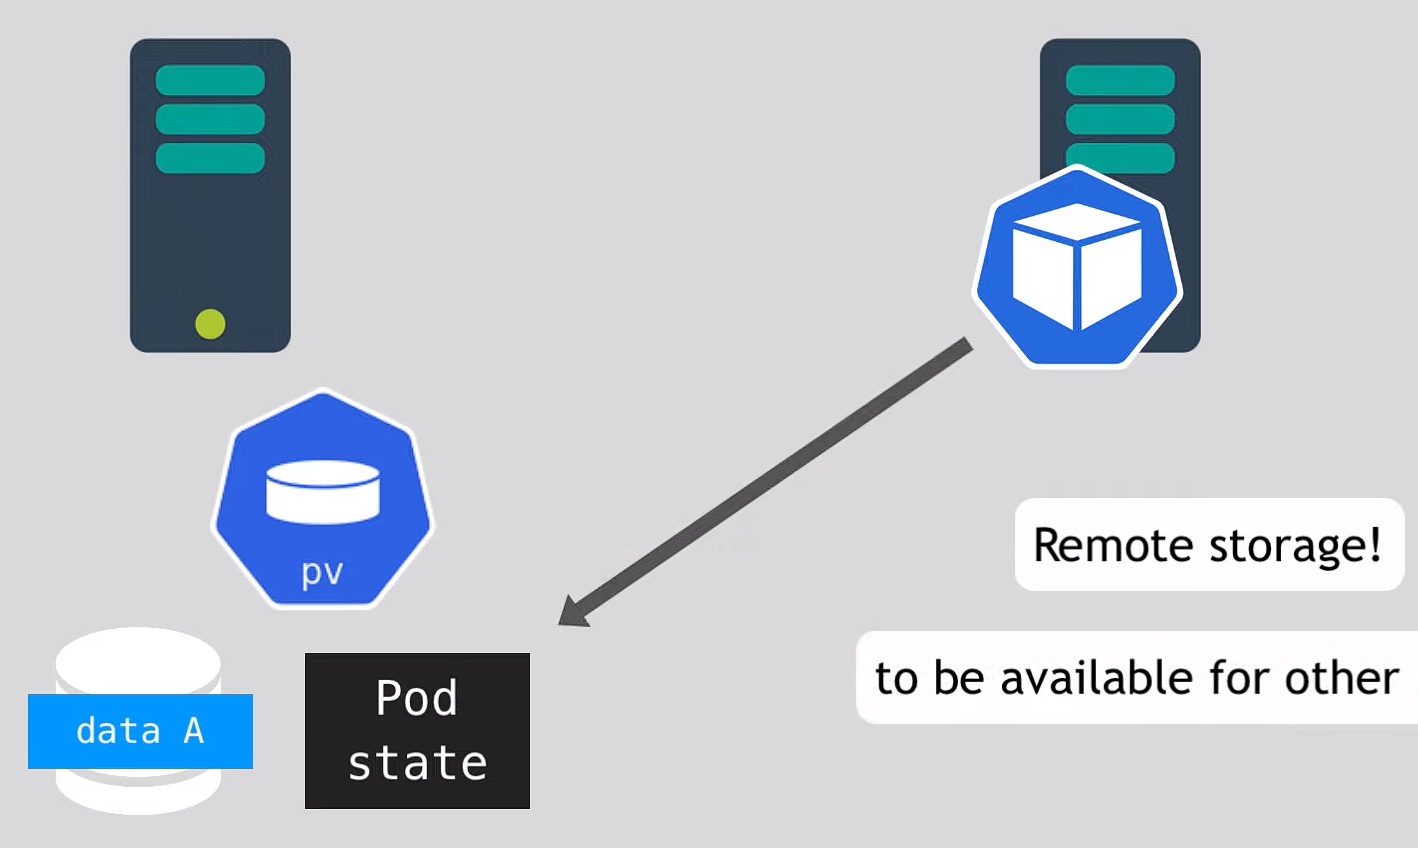 pv
Remote storage!
to be available for other
data A
Pod
state